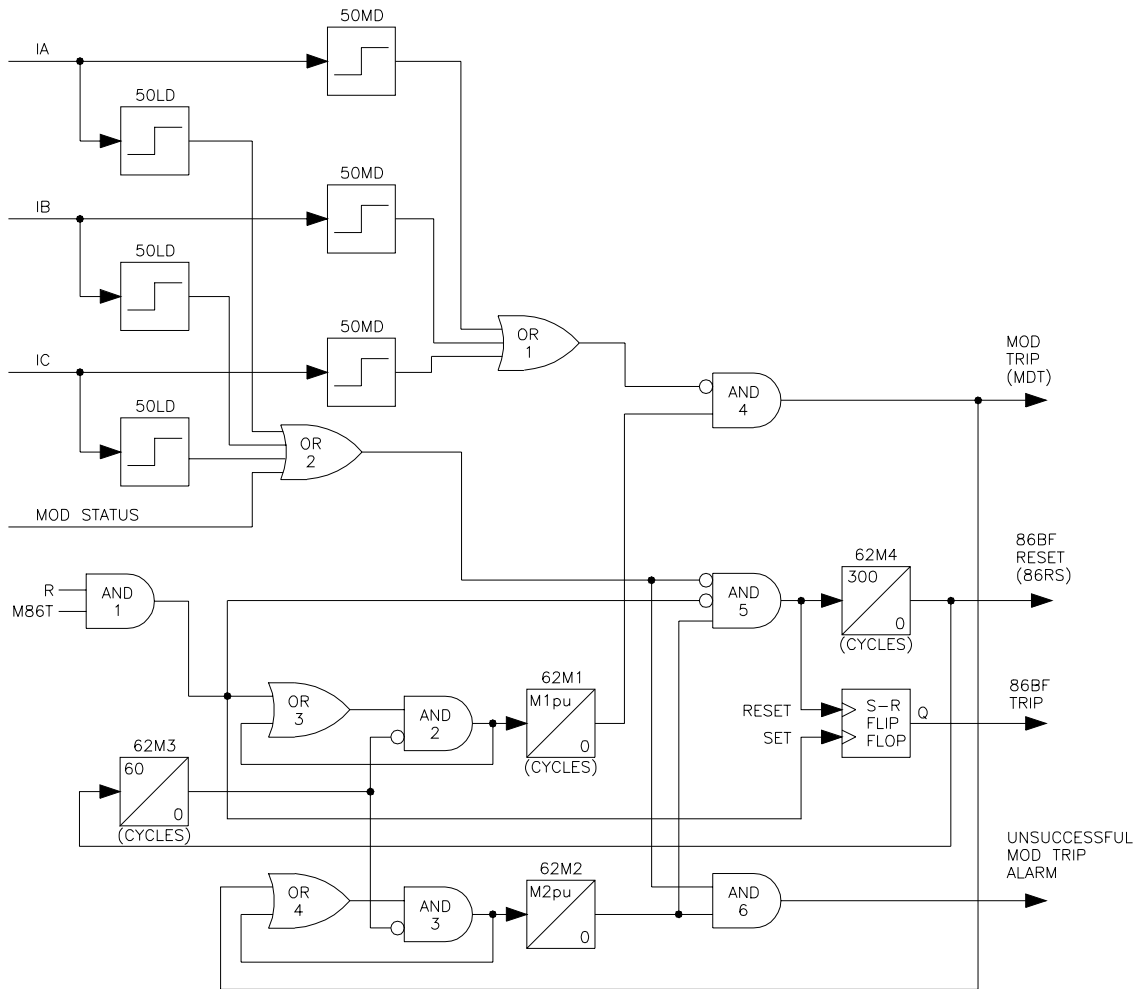 50MD
IA
50LD
50MD
IB
50LD
50MD
IC
50LD
OR
1
MOD
TRIP
(MDT)
AND
4
OR
2
MOD STATUS
R
M86T
AND
1
AND
5
62M4
300
0
(CYCLES)
86BF
RESET
(86RS)
OR
3
AND
2
62M1
M1pu
0
(CYCLES)
RESET
SET
S-R
FLIP
FLOP
Q
86BF
TRIP
62M3
60
0
(CYCLES)
OR
4
AND
3
62M2
M2pu
0
AND
6
UNSUCCESSFUL
MOD TRIP
ALARM